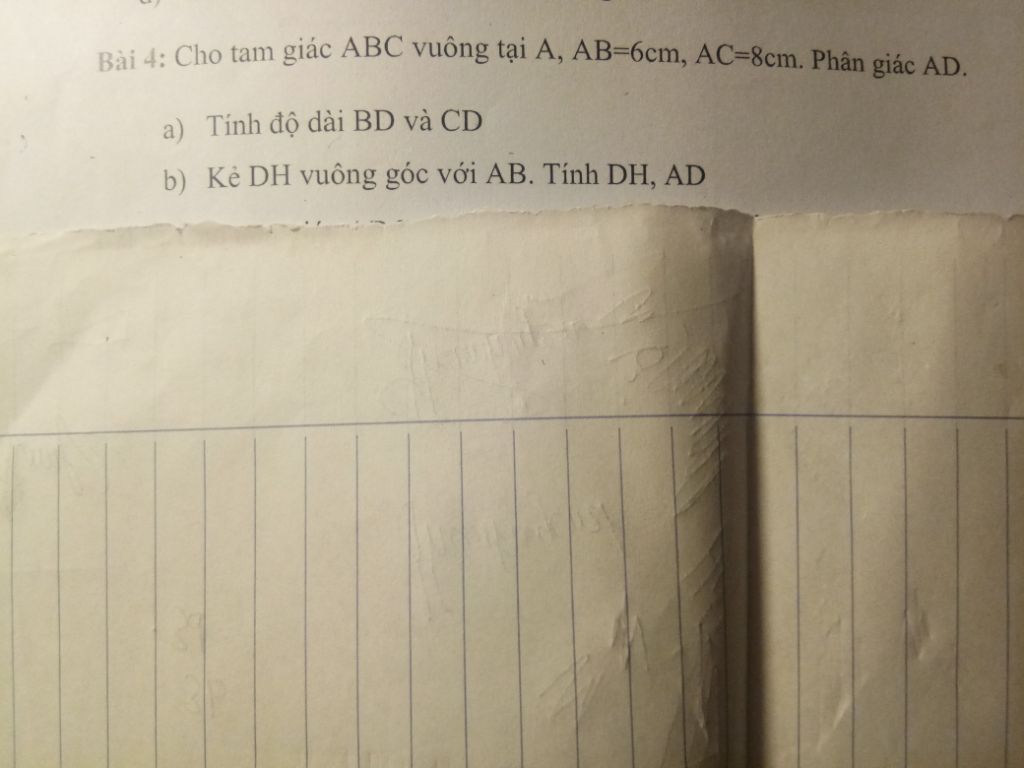 Bài 4: Cho tam giác ABC vuông tại A, AB=6cm, AC=8cm. Phân giác AD.
a) Tính độ dài BD và CD
b) Kẻ DH vuông góc với AB. Tính DH, AD